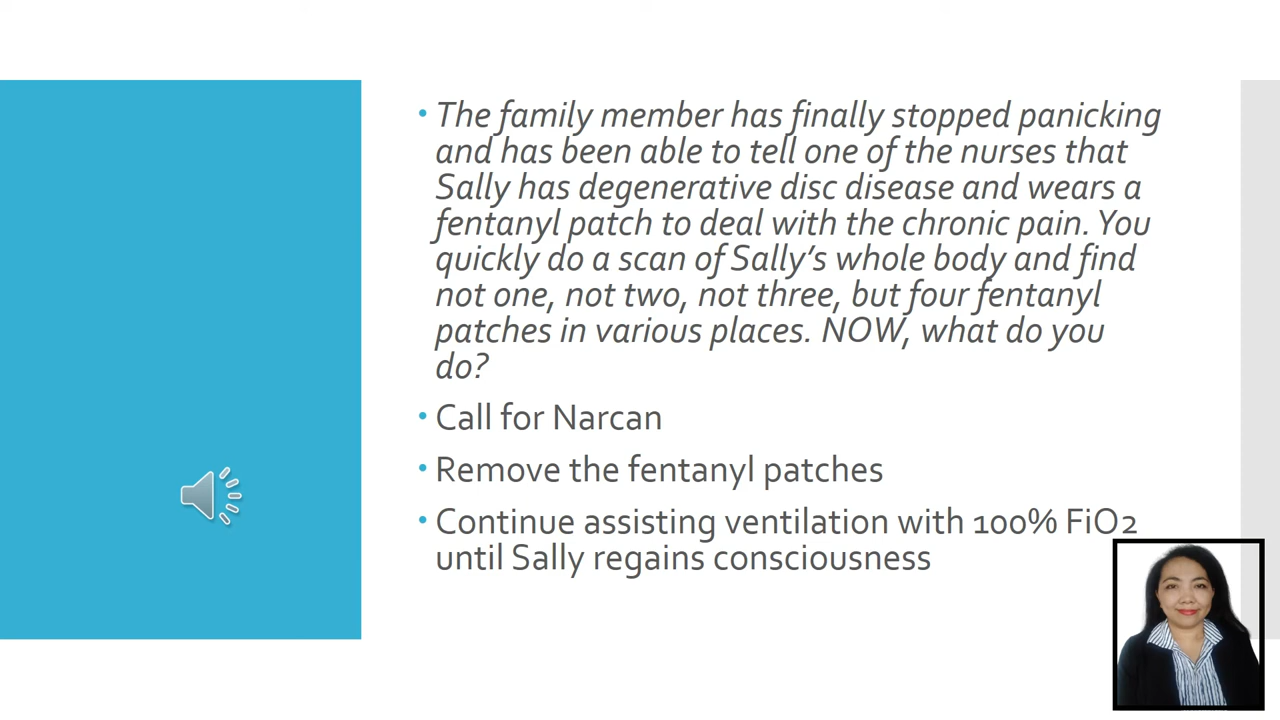 • The family member has finally stopped panicking
and has been able to tell one of the nurses that
Sally has degenerative disc disease and wears a
fentanyl patch to deal with the chronic pain. You
quickly do a scan of Sally’s whole body and find
not one, not two, not three, but four fentanyl
patches in various places. NOW, what do you
do?
• Call for Narcan
• Remove the fentanyl patches
• Continue assisting ventilation with 100% FiO2
until Sally regains consciousness